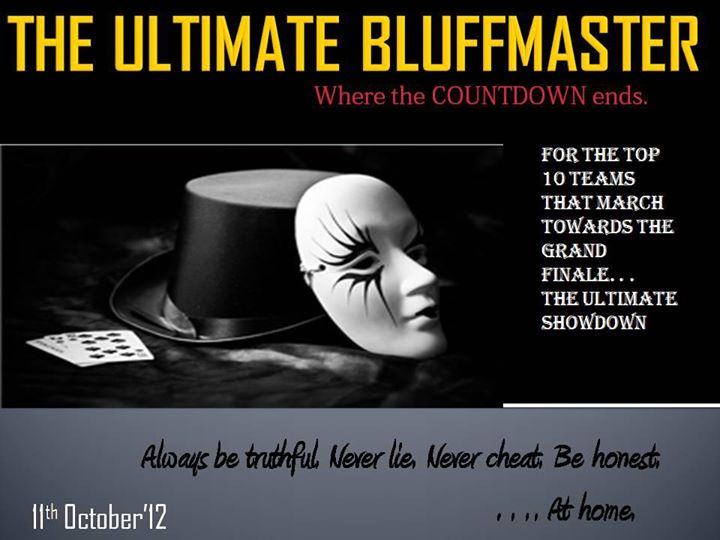 THE ULTIMATE BLUFFMASTER
Where the COUNTDOWN ends.
FOR THE TOP
10 TEAMS
THAT MARCH
TOWARDS THE
GRAND
FINALE. . .
THE ULTIMATE
SHOWDOWN
Always be truthful. Never lie. Never cheat. Be honest.
. . . . At home.
11th October'12